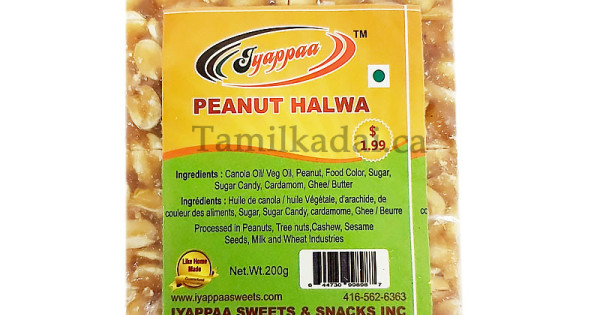 Iyappaa TM
PEANUT HALWA
Tamilkadai.ca
$
1.99
Ingredients : Canola Oil/ Veg Oil, Peanut, Food Color, Sugar,
Sugar Candy, Cardamom, Ghee/ Butter
Ingrédients : Huile de canola / huile Végétale, d'arachide, de
couleur des aliments, Sugar, Sugar Candy, cardamome, Ghee / Beurre
co
Processed in Peanuts, Tree nuts,Cashew, Sesame
Seeds, Milk and Wheat Industries
Like Home
Made
Net.Wt.200g
www.iyappaasweets.com
416-562-6363
IYAPPAA SWEETS & SNACKS INC